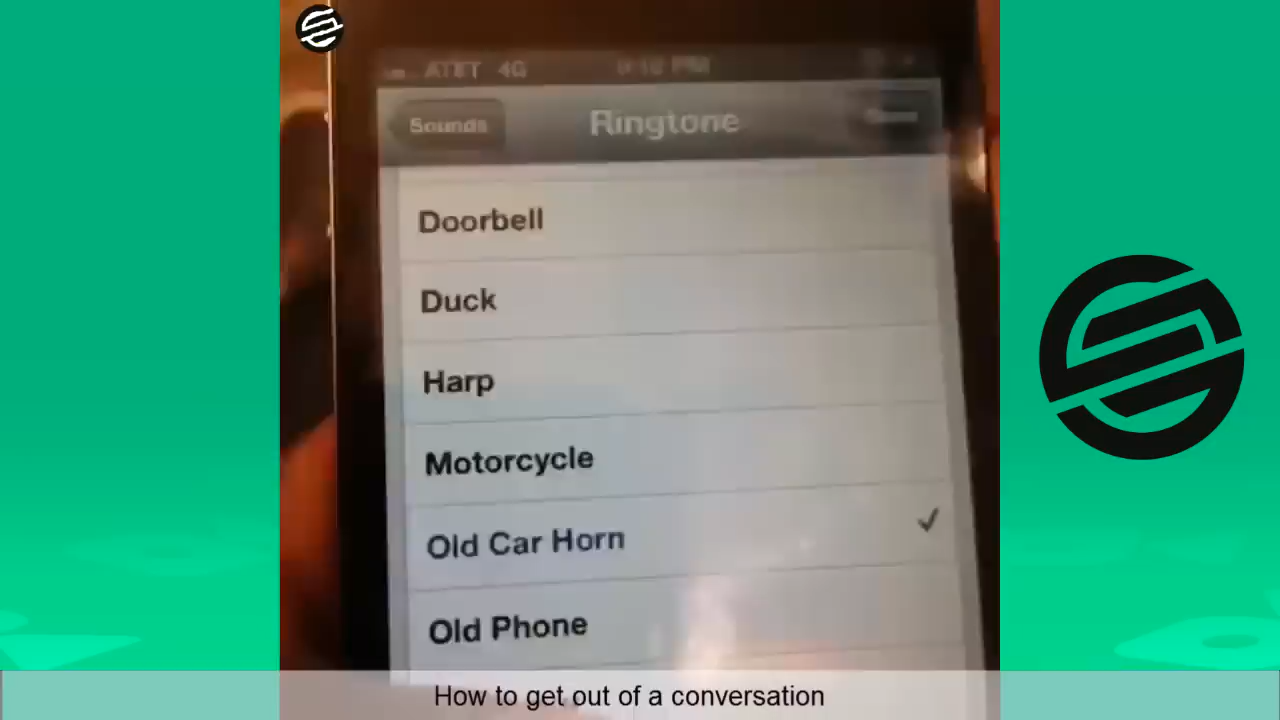 AT&T 4G
Sounds
Ringtone
Doorbell
Duck
Harp
Motorcycle
Old Car Horn
Old Phone
How to get out of a conversation